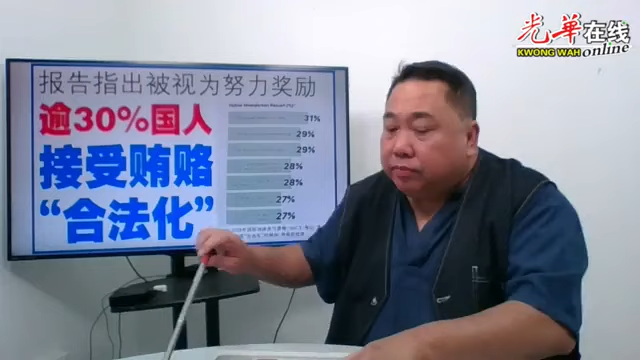 光華在线
KWONG WAH online
报告指出被视为努力奖励
逾30%国人
接受贿赂
“合法化”
31%
29%
29%
28%
28%
27%
27%